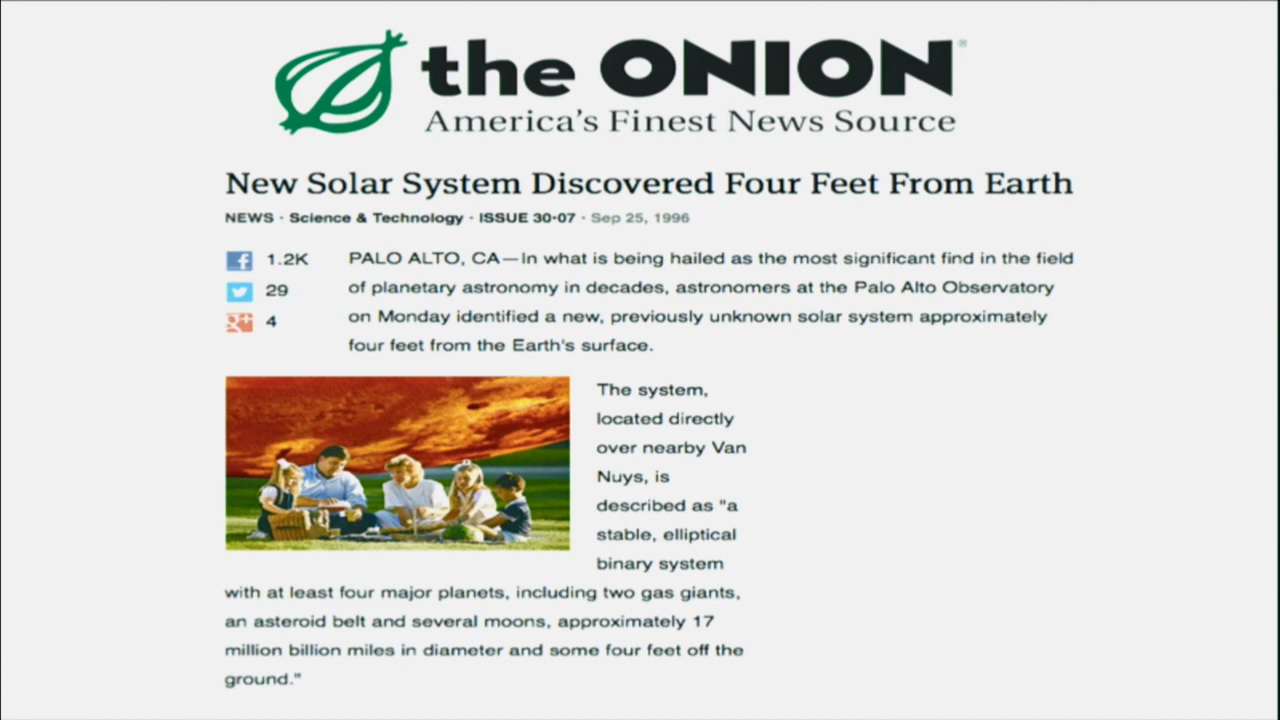 the ONION®
America's Finest News Source
New Solar System Discovered Four Feet From Earth
NEWS · Science & Technology · ISSUE 30•07 · Sep 25, 1996
1.2K
29
4
PALO ALTO, CA—In what is being hailed as the most significant find in the field
of planetary astronomy in decades, astronomers at the Palo Alto Observatory
on Monday identified a new, previously unknown solar system approximately
four feet from the Earth's surface.
The system,
located directly
over nearby Van
Nuys, is
described as "a
stable, elliptical
binary system
with at least four major planets, including two gas giants,
an asteroid belt and several moons, approximately 17
million billion miles in diameter and some four feet off the
ground."